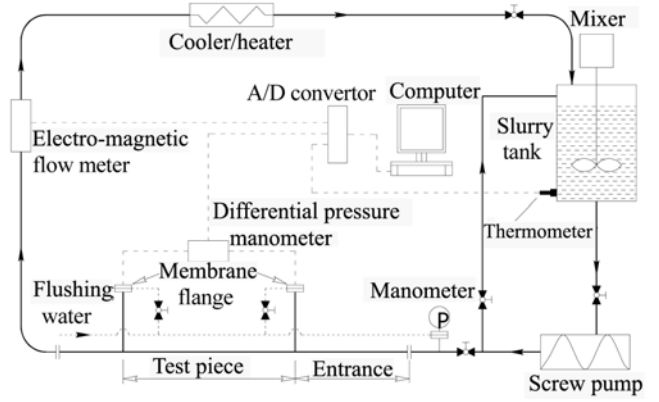 Cooler/heater
Mixer
A/D convertor
Computer
Slurry
tank
Electro-magnetic
flow meter
Differential pressure
manometer
Thermometer
Flushing
water
Membrane
flange
Manometer
P
Test piece
Entrance
Screw pump